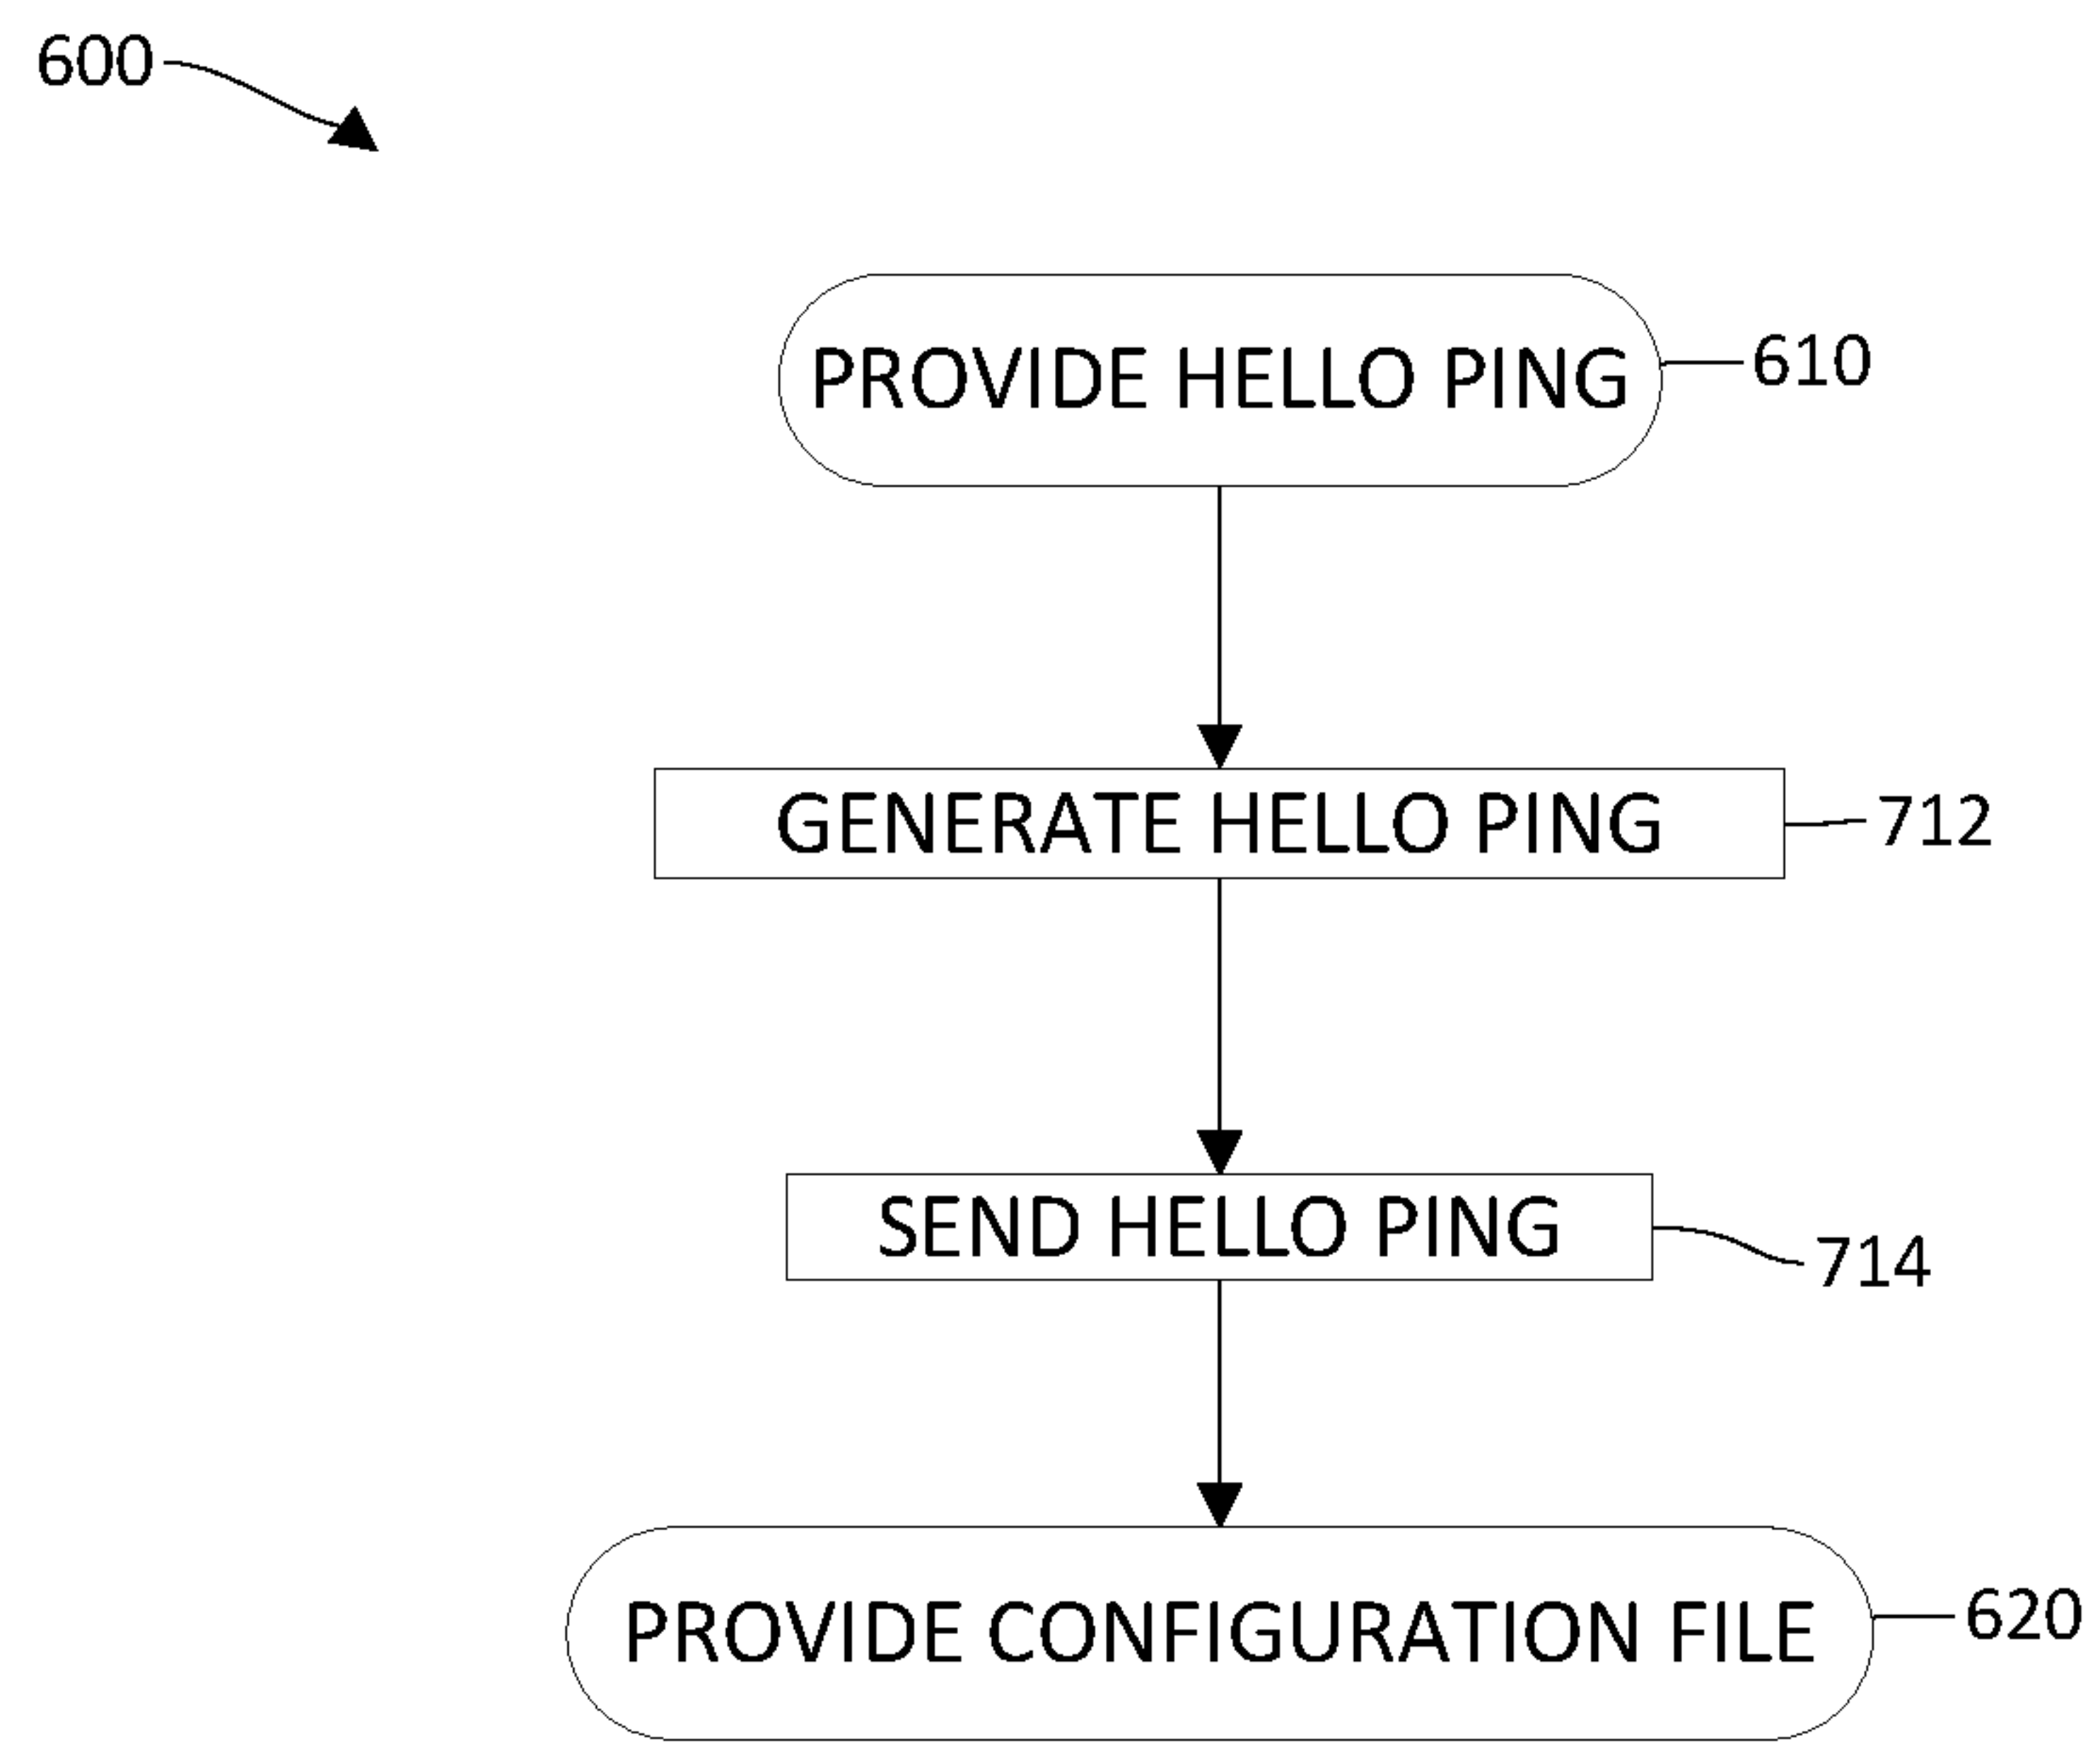 600
PROVIDE HELLO PING
610
GENERATE HELLO PING
712
SEND HELLO PING
714
PROVIDE CONFIGURATION FILE
620